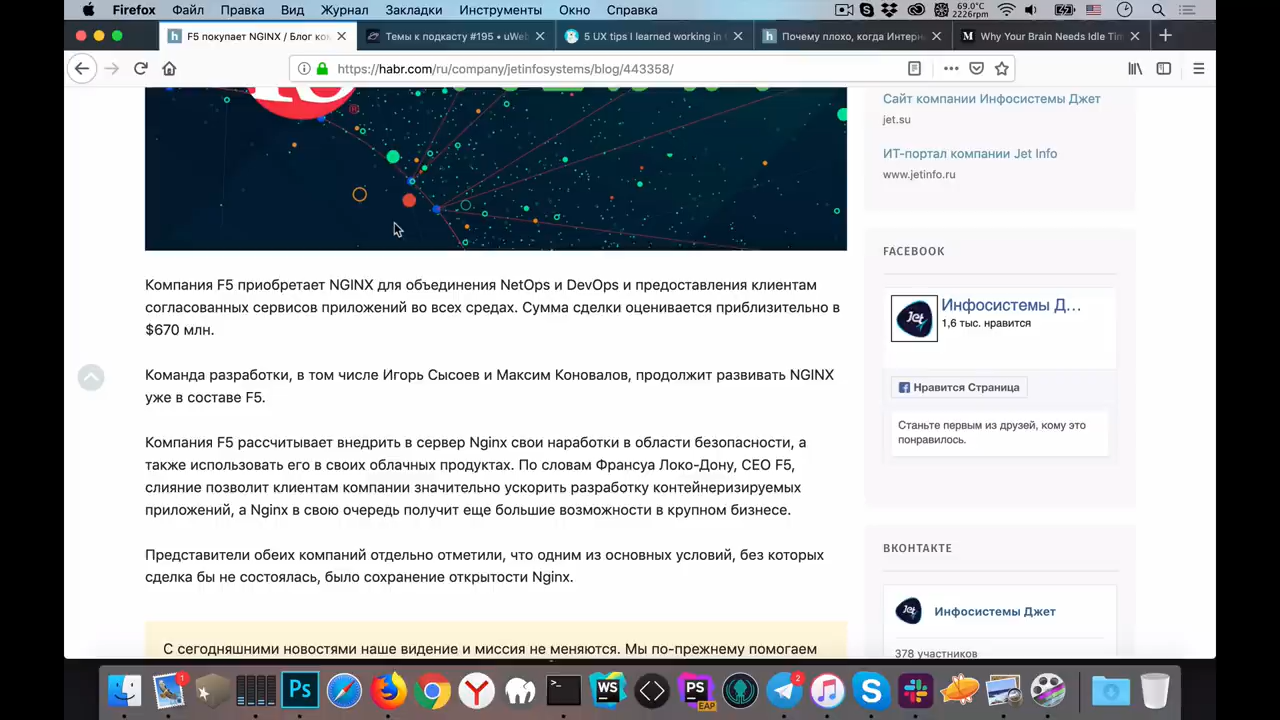 Firefox Файл Правка Вид Журнал Закладки Инструменты Окно Справка
69.0°C
2226rpm
F5 покупает NGINX / Блог ком
Темы к подкасту #195 • uWeb
5 UX tips I learned working in
Почему плохо, когда Интерн
Why Your Brain Needs Idle Tim
https://habr.com/ru/company/jetinfosystems/blog/443358/
Компания F5 приобретает NGINX для объединения NetOps и DevOps и предоставления клиентам
согласованных сервисов приложений во всех средах. Сумма сделки оценивается приблизительно в
$670 млн.
Команда разработки, в том числе Игорь Сысоев и Максим Коновалов, продолжит развивать NGINX
уже в составе F5.
Компания F5 рассчитывает внедрить в сервер Nginx свои наработки в области безопасности, а
также использовать его в своих облачных продуктах. По словам Франсуа Локо-Дону, CEO F5,
слияние позволит клиентам компании значительно ускорить разработку контейнеризируемых
приложений, а Nginx в свою очередь получит еще большие возможности в крупном бизнесе.
Представители обеих компаний отдельно отметили, что одним из основных условий, без которых
сделка бы не состоялась, было сохранение открытости Nginx.
С сегодняшними новостями наше видение и миссия не меняются. Мы по-прежнему помогаем
Сайт компании Инфосистемы Джет
jet.su
ИТ-портал компании Jet Info
www.jetinfo.ru
FACEBOOK
Jet
Инфосистемы Д...
1,6 тыс. нравится
Нравится Страница
Станьте первым из друзей, кому это
понравилось.
ВКОНТАКТЕ
Jet
Инфосистемы Джет
378 участников
1
Ps
WS
PS
EAP
2